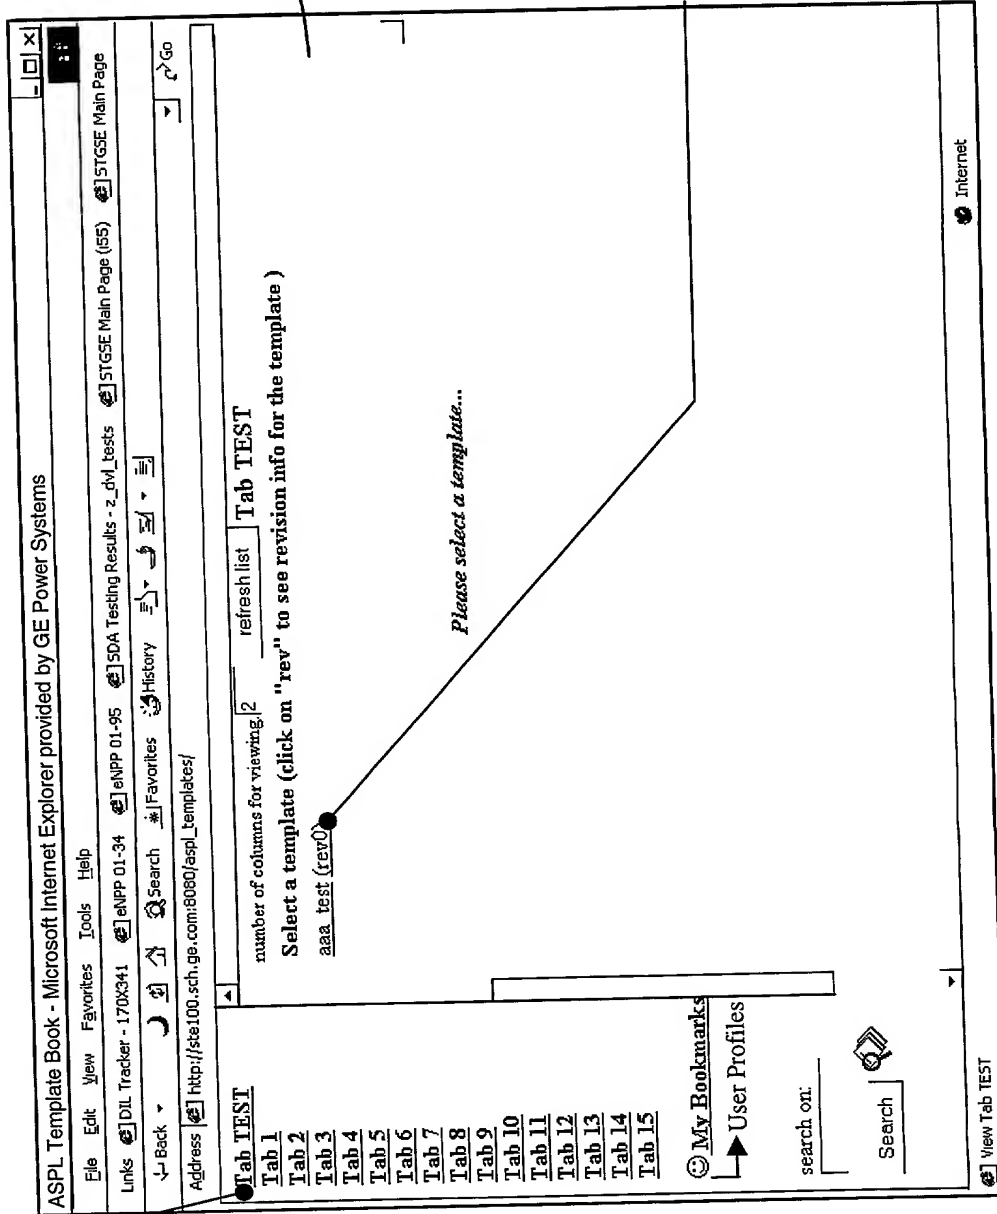 ASPL Template Book - Microsoft Internet Explorer provided by GE Power Systems
File Edit View Favorites Tools Help
Links DIL Tracker - 170X341 eNPP 01-34 eNPP 01-95 SDA Testing Results - z_dvl_tests STGSE Main Page (i55) STGSE Main Page
Back Search Favorites History
Address http://ste100.sch.ge.com:8080/aspl_templates/ Go
Tab TEST
Tab 1
Tab 2
Tab 3
Tab 4
Tab 5
Tab 6
Tab 7
Tab 8
Tab 9
Tab 10
Tab 11
Tab 12
Tab 13
Tab 14
Tab 15
My Bookmarks
User Profiles
search on:
Search
number of columns for viewing. 2 refresh list Tab TEST
Select a template (click on "rev" to see revision info for the template )
aaa_test (rev0)
Please select a template...
View Tab TEST Internet